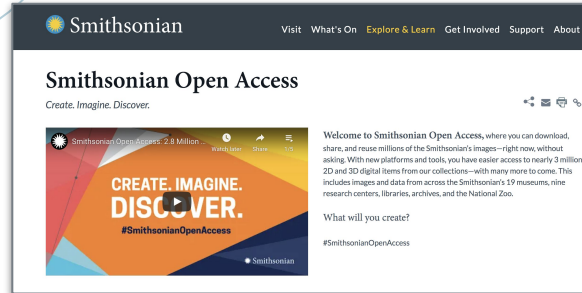 Smithsonian
Visit What's On Explore & Learn Get Involved Support About
Smithsonian Open Access
Create. Imagine. Discover.
Smithsonian Open Access: 2.8 Million ...
Watch later Share 1/5
CREATE. IMAGINE.
DISCOVER.
#SmithsonianOpenAccess
Smithsonian
Welcome to Smithsonian Open Access, where you can download,
share, and reuse millions of the Smithsonian's images—right now, without
asking. With new platforms and tools, you have easier access to nearly 3 million
2D and 3D digital items from our collections—with many more to come. This
includes images and data from across the Smithsonian's 19 museums, nine
research centers, libraries, archives, and the National Zoo.
What will you create?
#SmithsonianOpenAccess